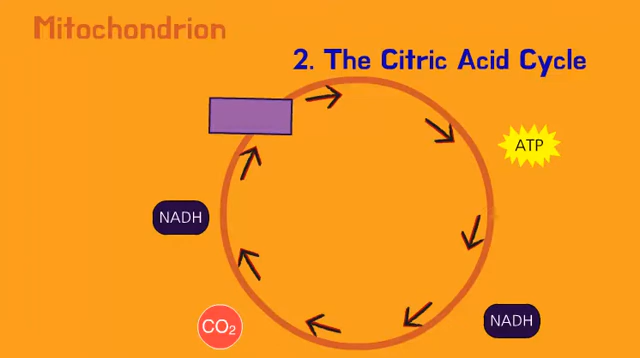 Mitochondrion
2. The Citric Acid Cycle
ATP
NADH
NADH
CO₂